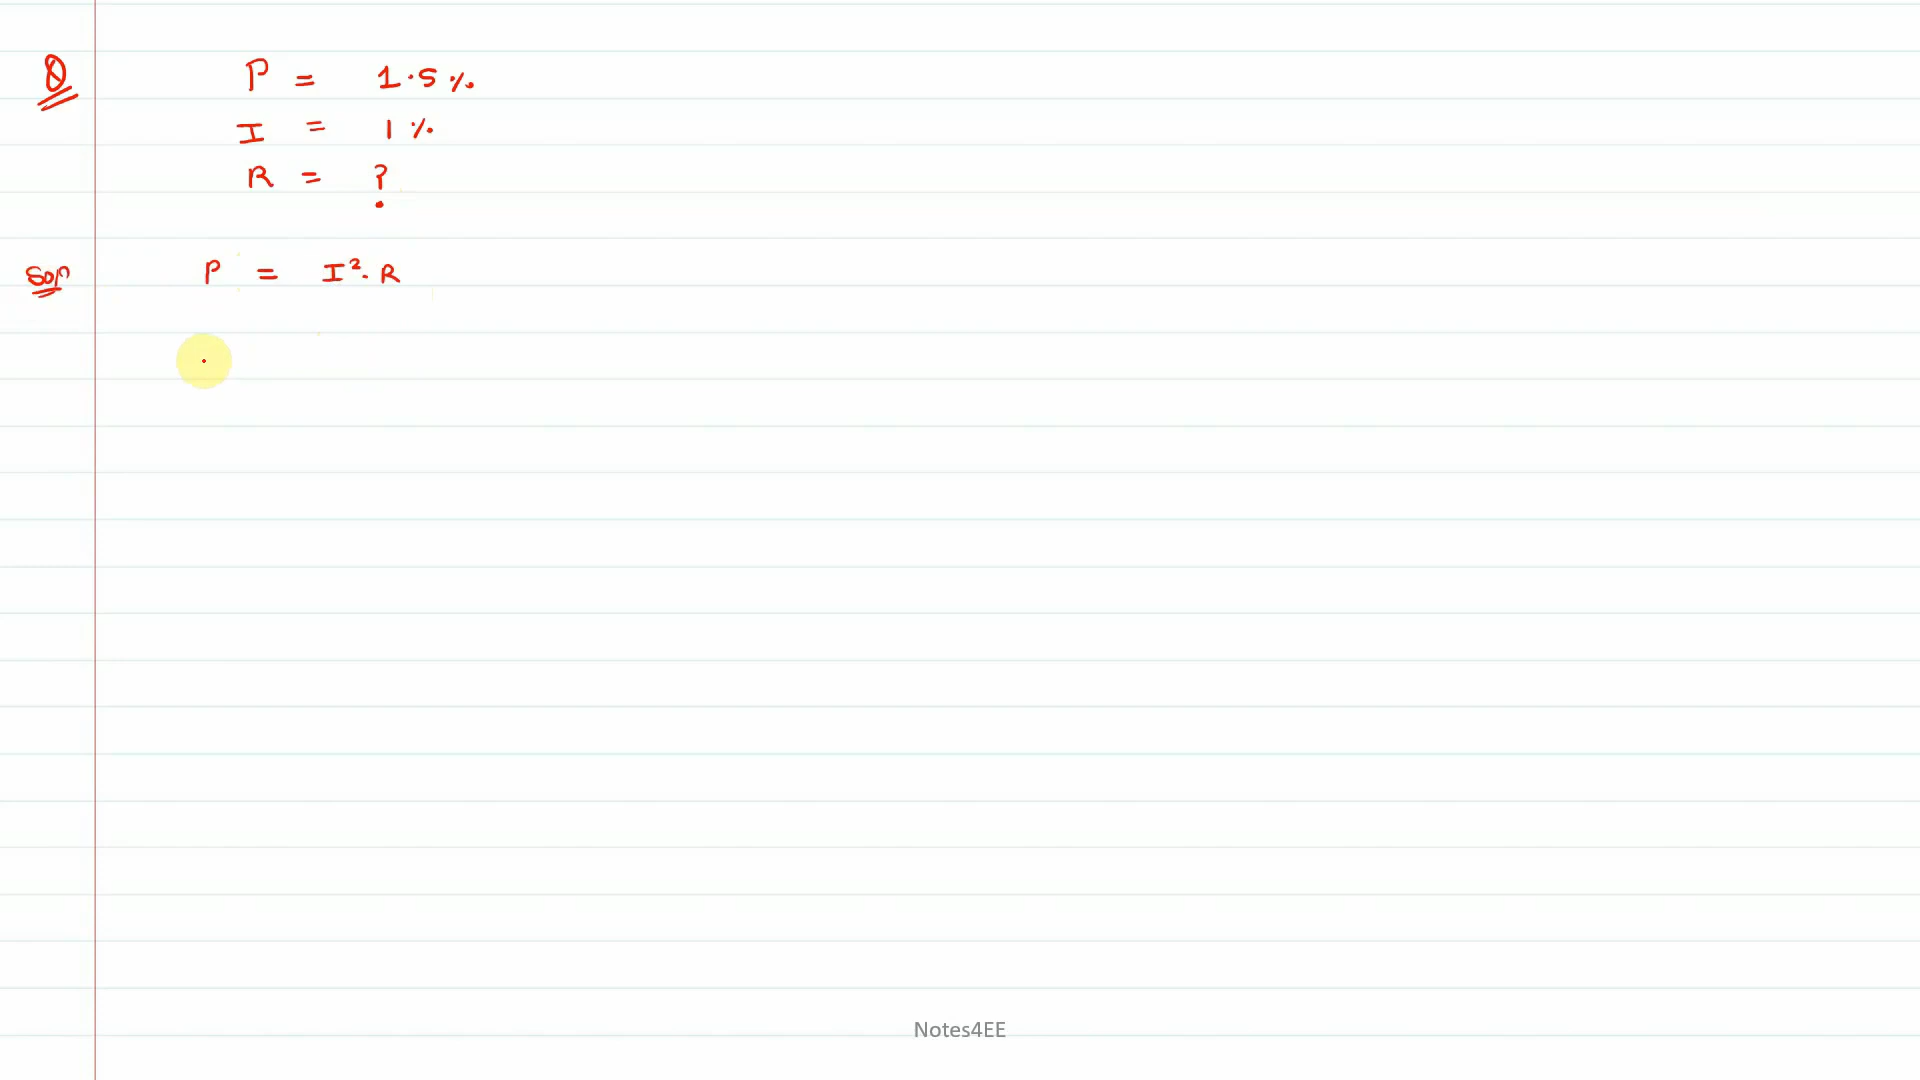 Q P = 1.5%
I = 1%
R = ?
Sol^n P = I². R
Notes4EE